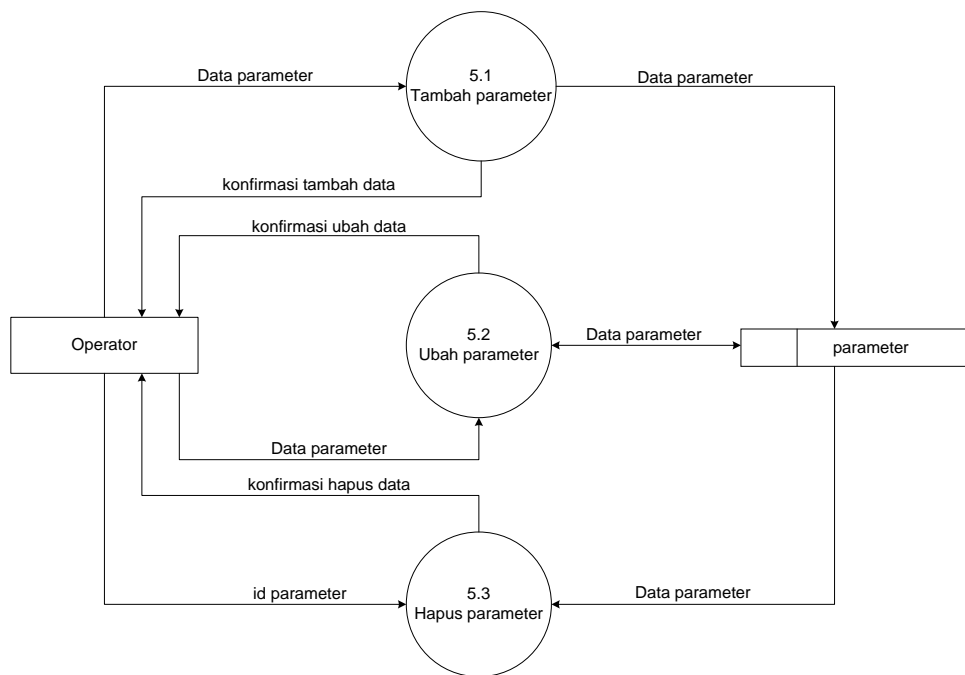 Data parameter
5.1
Tambah parameter
Data parameter
konfirmasi tambah data
konfirmasi ubah data
Operator
5.2
Ubah parameter
Data parameter
parameter
Data parameter
konfirmasi hapus data
id parameter
5.3
Hapus parameter
Data parameter